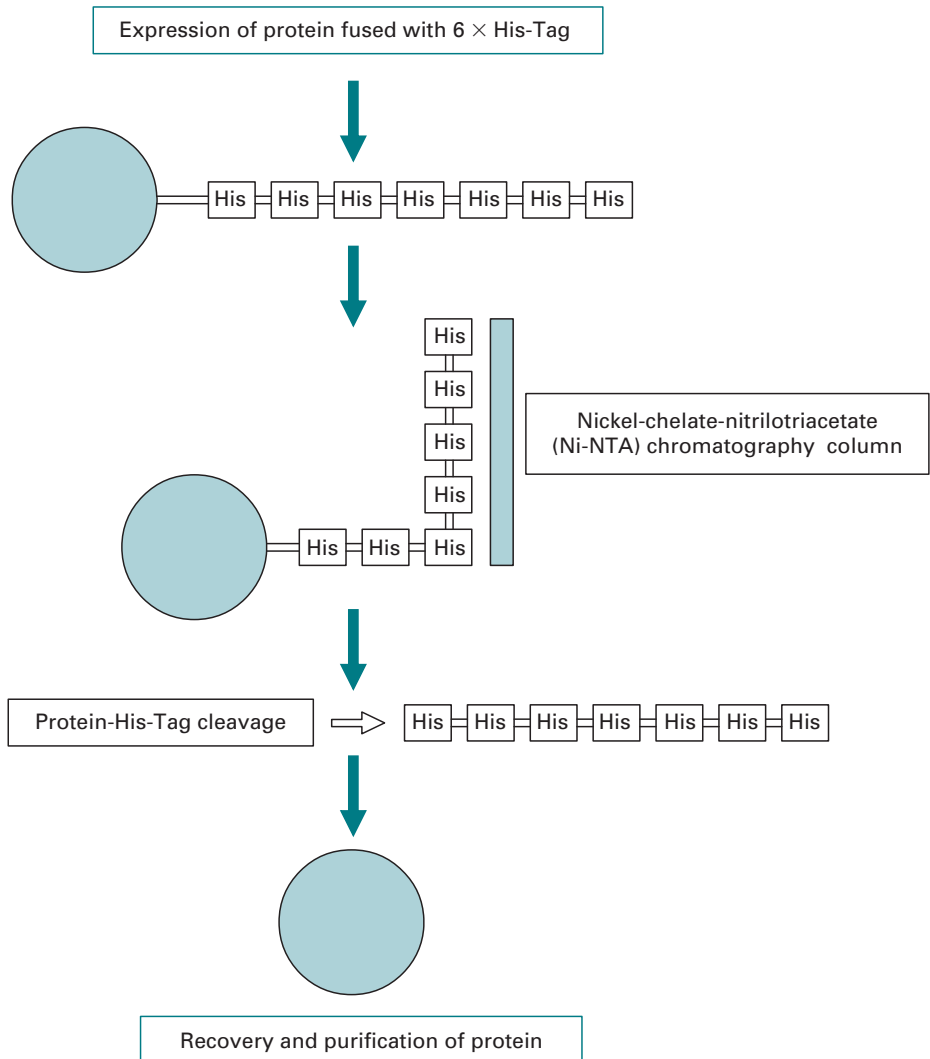 Expression of protein fused with 6 × His-Tag
His His His His His His His
His
His
Nickel-chelate-nitrilotriacetate
(Ni-NTA) chromatography column
His
His
His His His
Protein-His-Tag cleavage His His His His His His His
Recovery and purification of protein